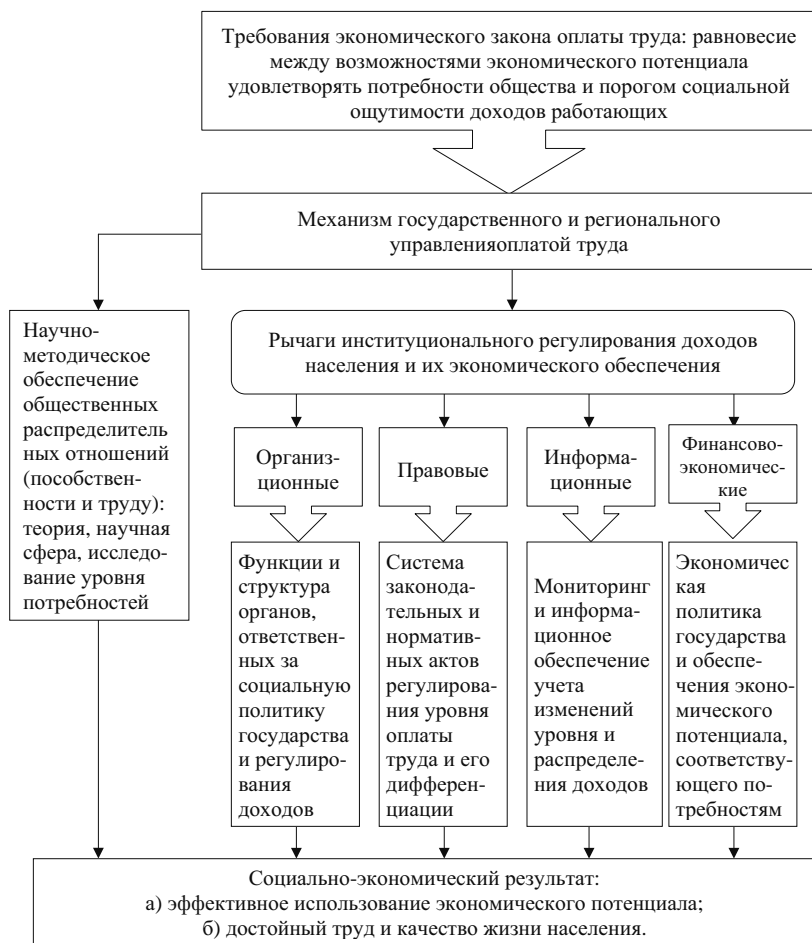 Требования экономического закона оплаты труда: равновесие
между возможностями экономического потенциала
удовлетворять потребности общества и порогом социальной
ощутимости доходов работающих
Механизм государственного и регионального
управленияоплатой труда
Научно-
методическое
обеспечение
общественных
распределитель
ных отношений
(пособствен-
ности и труду):
теория, научная
сфера, исследо-
вание уровня
потребностей
Рычаги институционального регулирования доходов
населения и их экономического обеспечения
Организ-
ционные
Правовые
Информа-
ционные
Финансово-
экономичес-
кие
Функции и
структура
органов,
ответствен-
ных за
социальную
политику
государства
и регулиро-
вания
доходов
Система
законода-
тельных и
норматив-
ных актов
регулирова-
ния уровня
оплаты
труда и его
дифферен-
циации
Мониторинг
и информа-
ционное
обеспечение
учета
изменений
уровня и
распределе-
ния доходов
Экономичес
кая
политика
государства
и обеспе-
чения эконо-
мического
потенциала,
соответству-
ющего по-
требностям
Социально-экономический результат:
а) эффективное использование экономического потенциала;
б) достойный труд и качество жизни населения.